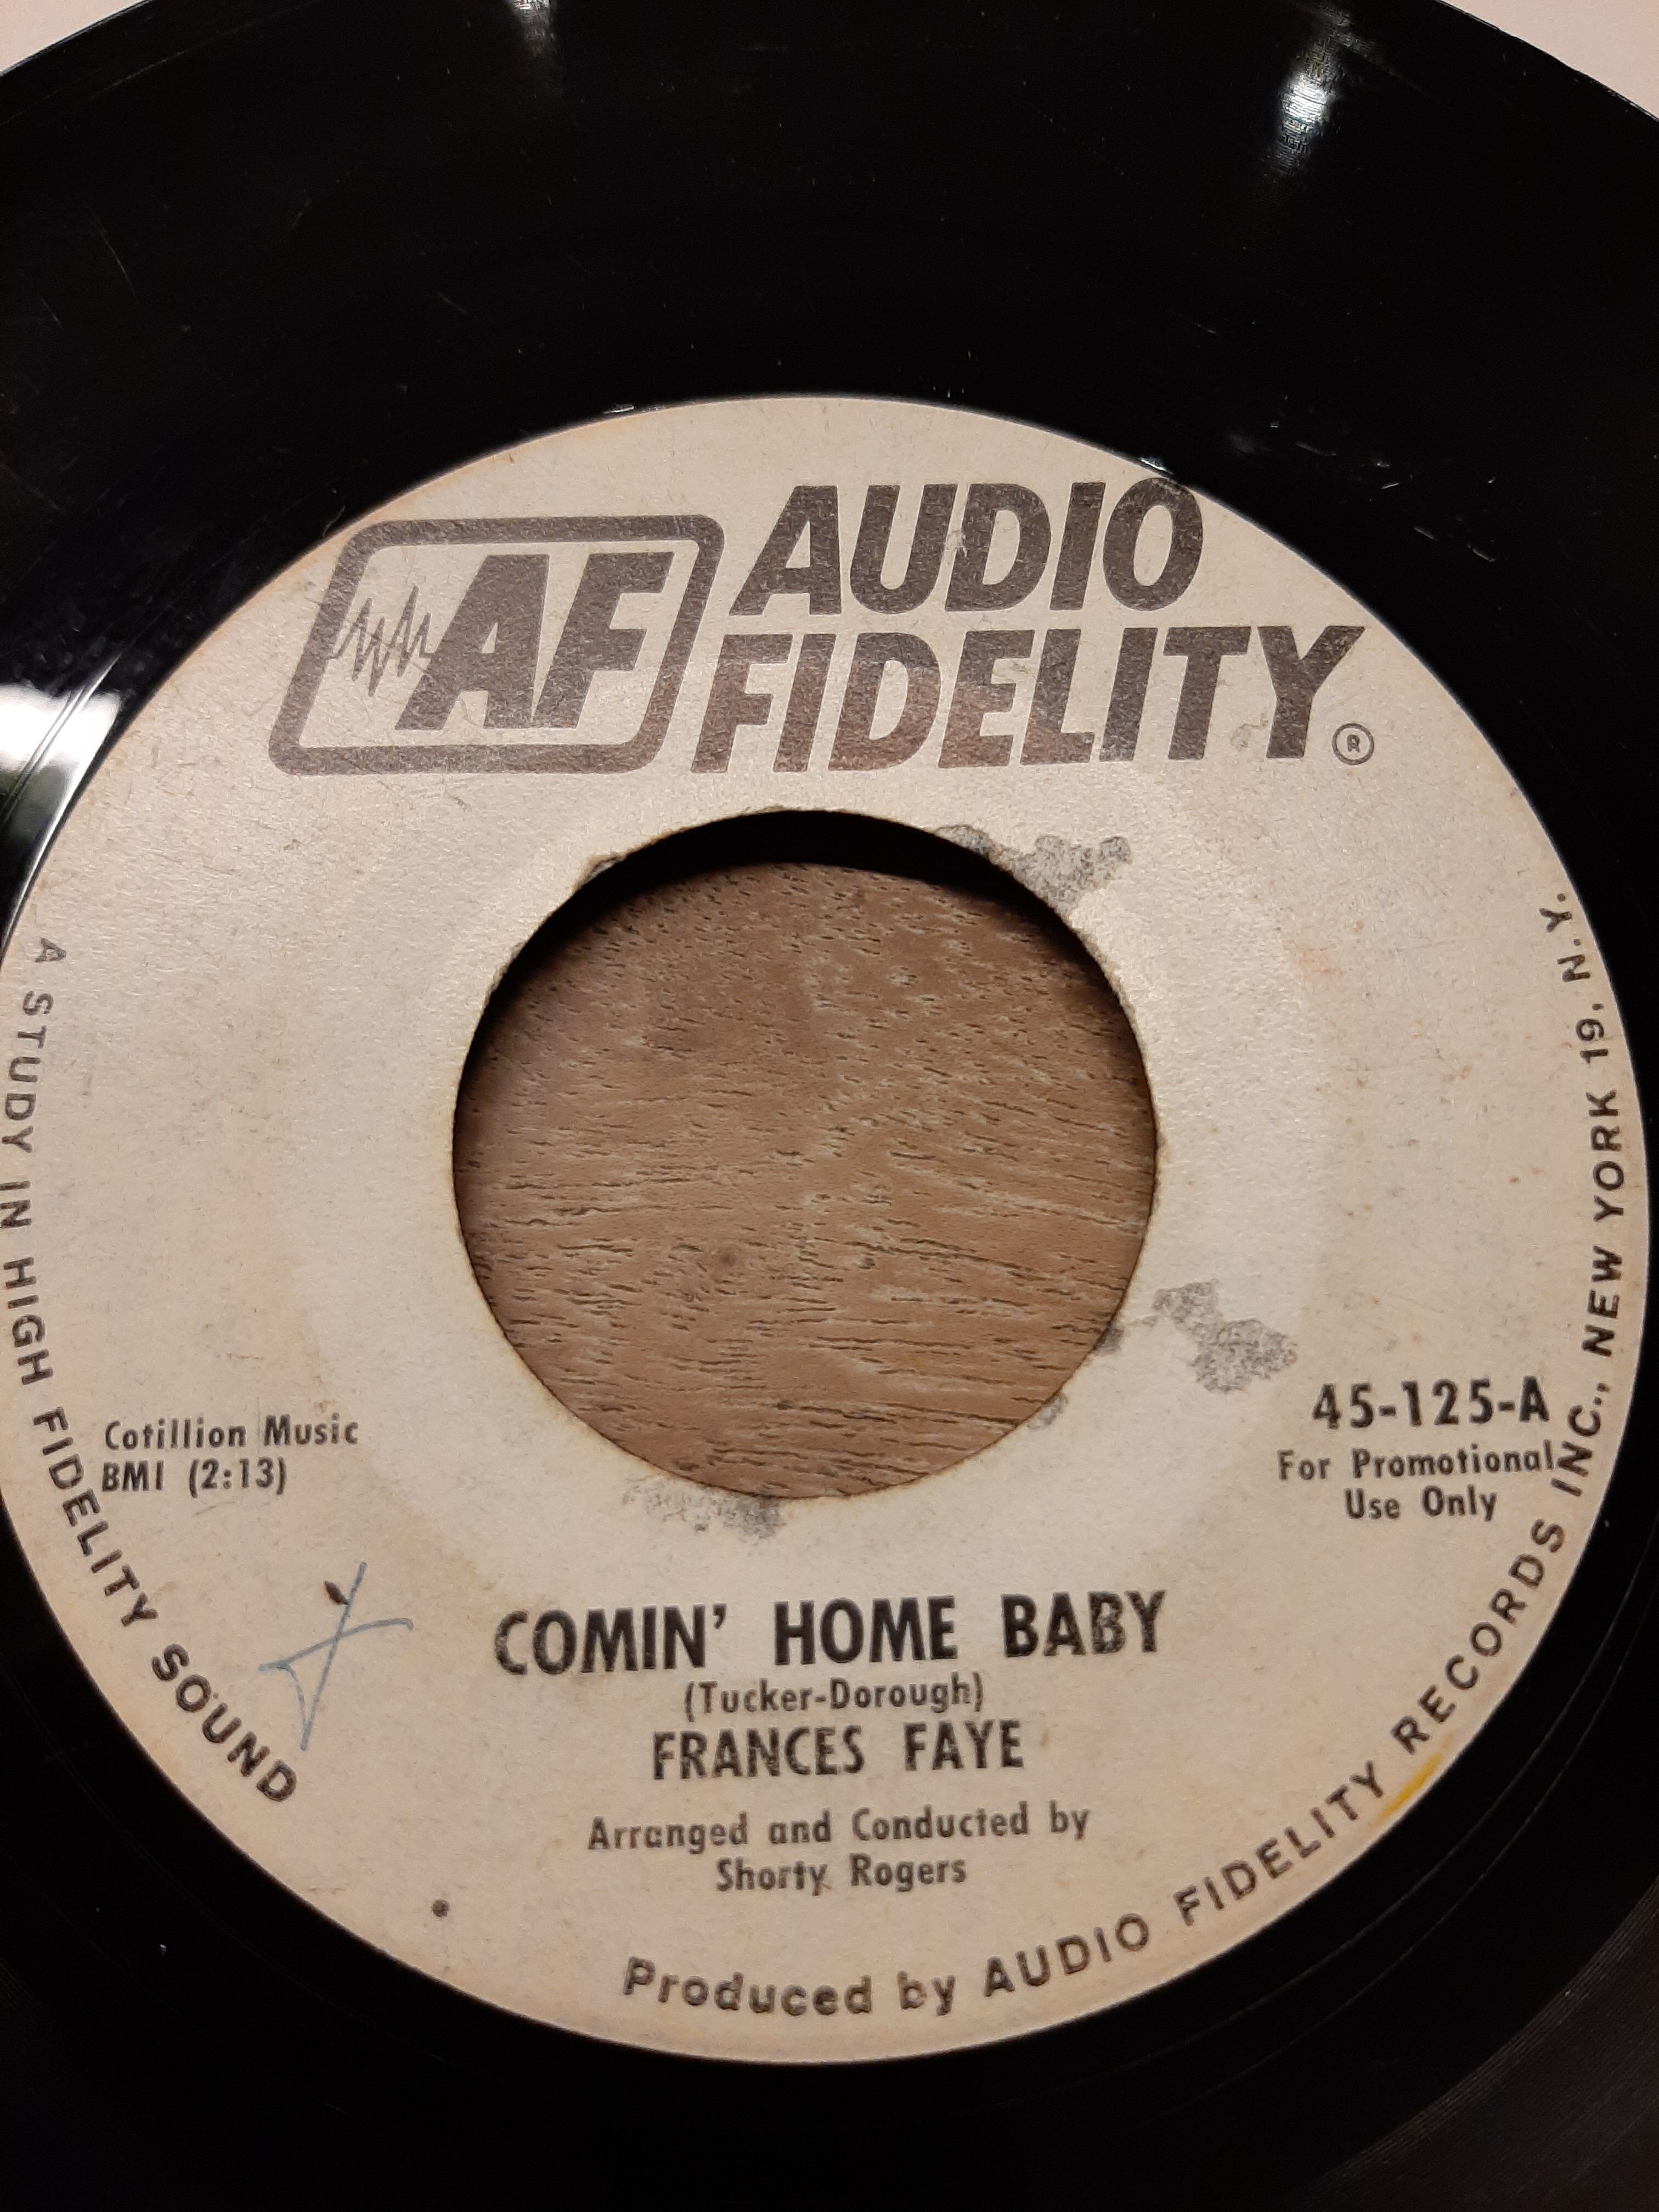 AF
AUDIO
FIDELITY®
Cotillion Music
BMI (2:13)
45-125-A
For Promotional
Use Only
COMIN' HOME BABY
(Tucker-Dorough)
FRANCES FAYE
Arranged and Conducted by
Shorty Rogers
A STUDY IN HIGH FIDELITY SOUND
Produced by AUDIO FIDELITY RECORDS INC., NEW YORK 19, N.Y.